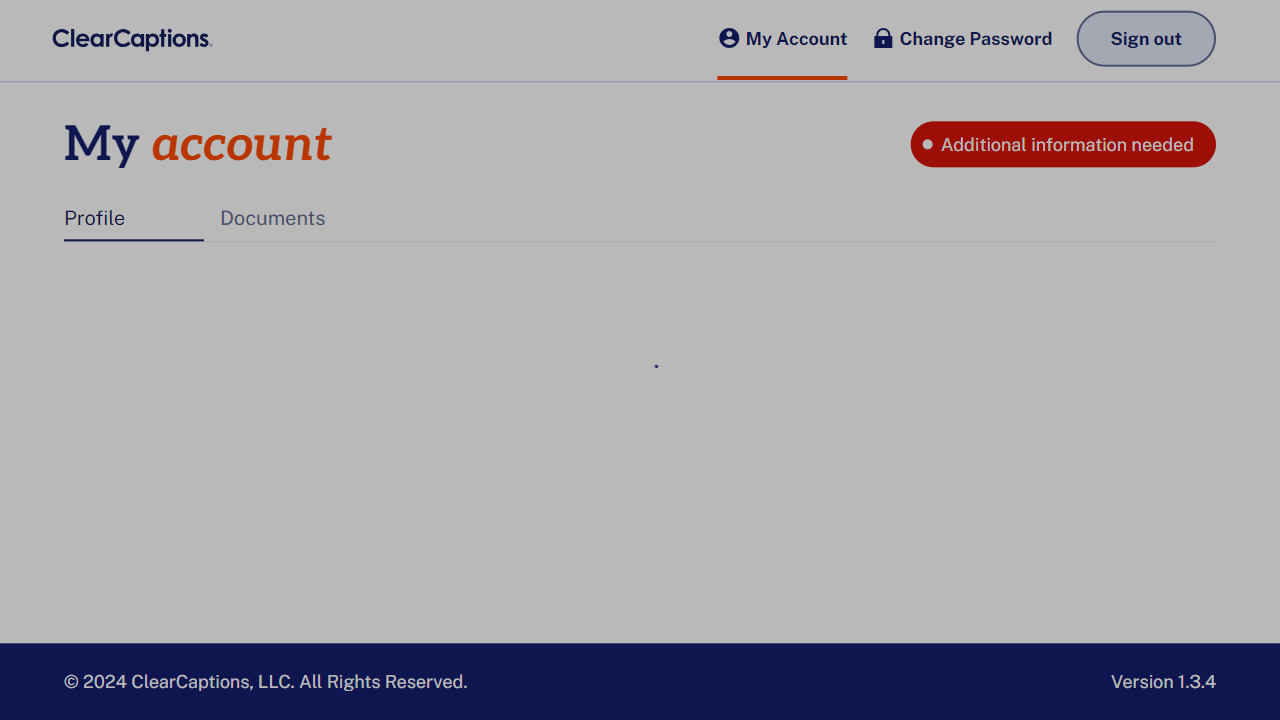 ClearCaptions
My Account
Change Password
Sign out
My account
Additional information needed
Profile
Documents
© 2024 ClearCaptions, LLC. All Rights Reserved.
Version 1.3.4